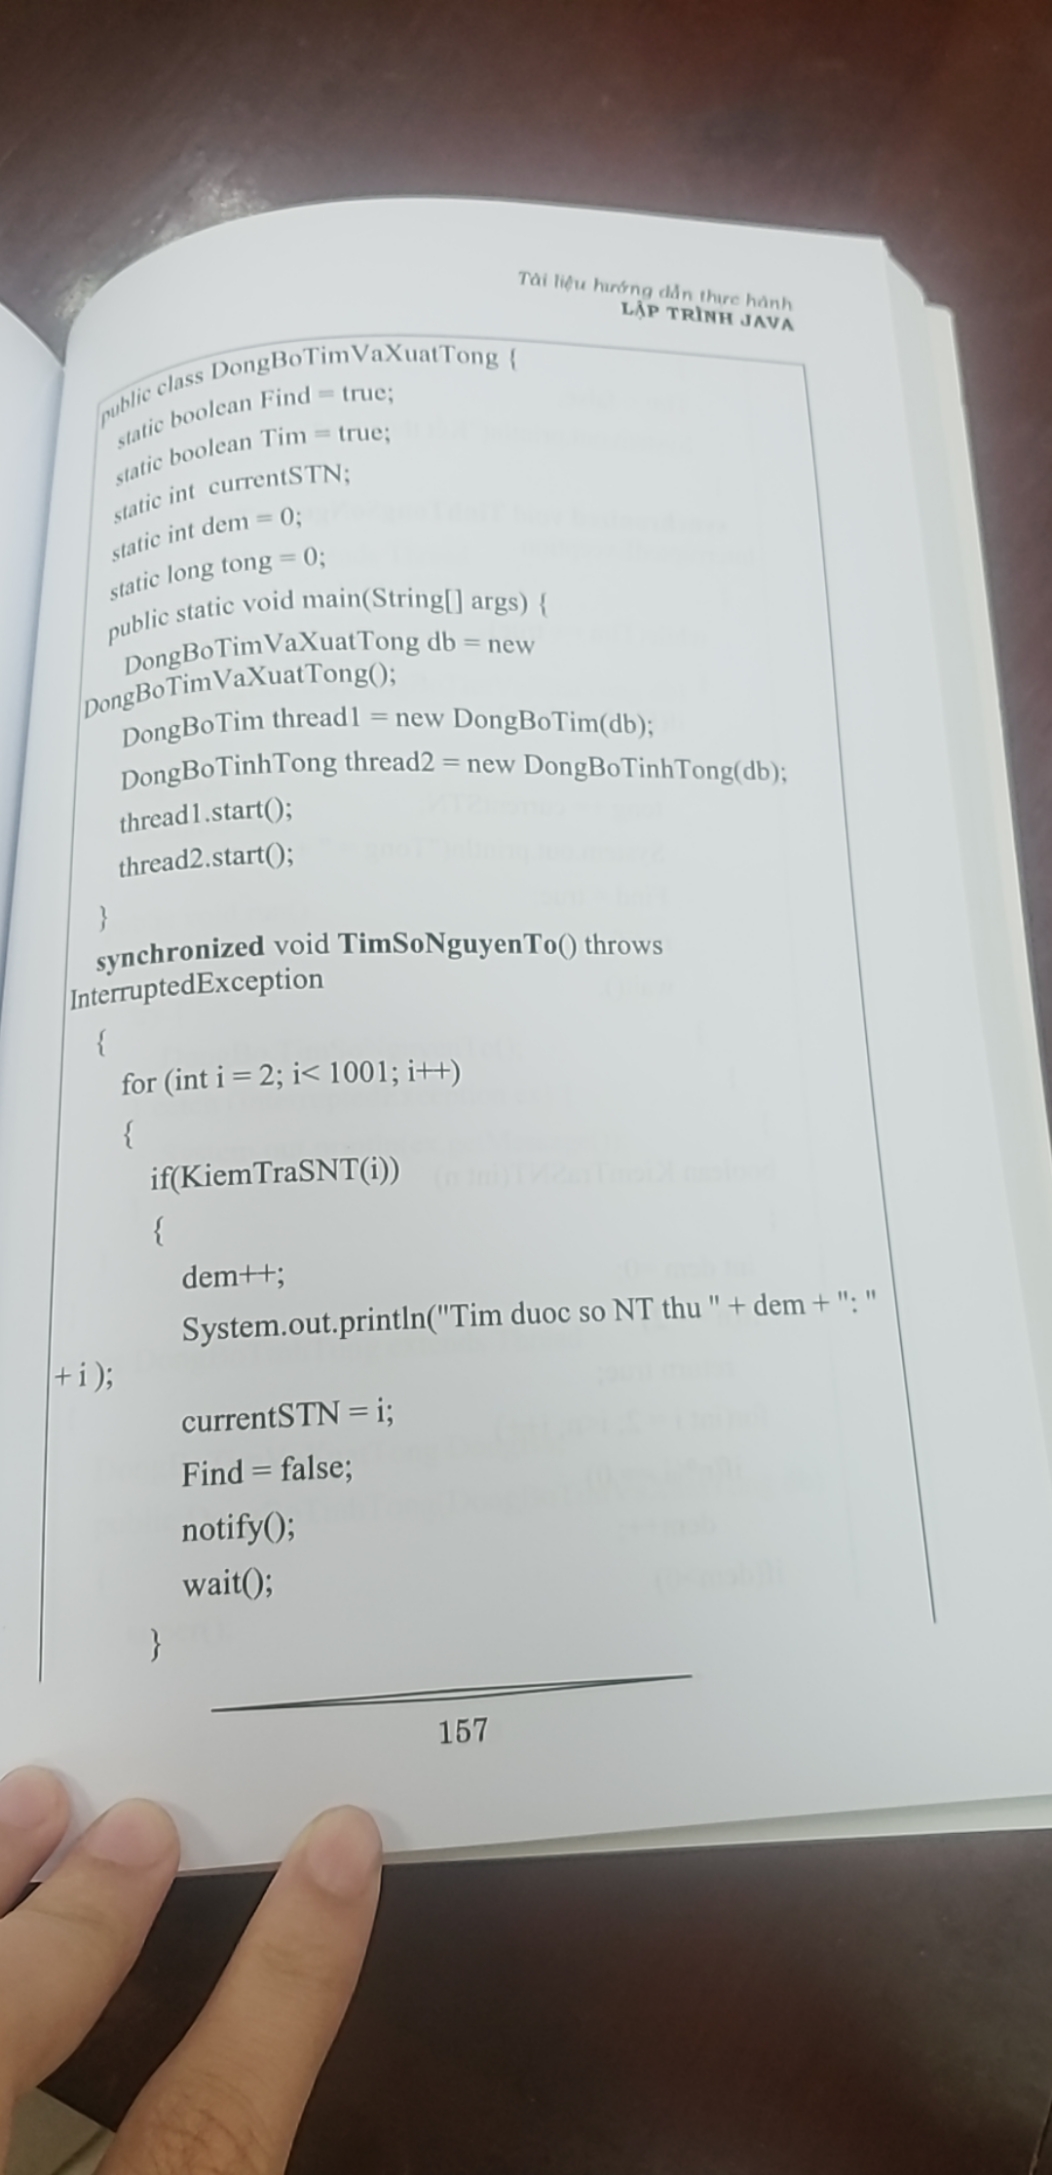 Tài liệu hướng dẫn thực hành
LẬP TRÌNH JAVA
public class DongBoTimVaXuatTong {
static boolean Find = true;
static boolean Tim = true;
static int currentSTN;
static int dem = 0;
static long tong = 0;
public static void main(String[] args) {
DongBoTimVaXuatTong db = new
DongBoTimVaXuatTong();
DongBoTim thread1 = new DongBoTim(db);
DongBoTinhTong thread2 = new DongBoTinhTong(db);
thread1.start();
thread2.start();
}
synchronized void TimSoNguyenTo() throws
InterruptedException
{
for (int i = 2; i< 1001; i++)
{
if(KiemTraSNT(i))
{
dem++;
System.out.println("Tim duoc so NT thu " + dem + ": "
+ i );
currentSTN = i;
Find = false;
notify();
wait();
}
157